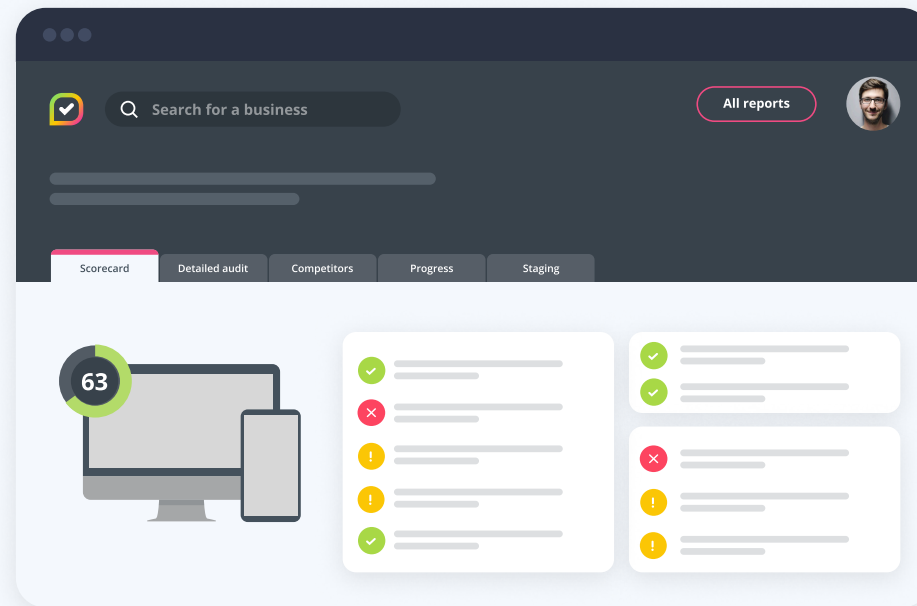 Search for a business
All reports
Scorecard
Detailed audit
Competitors
Progress
Staging
63
!
!
!
!